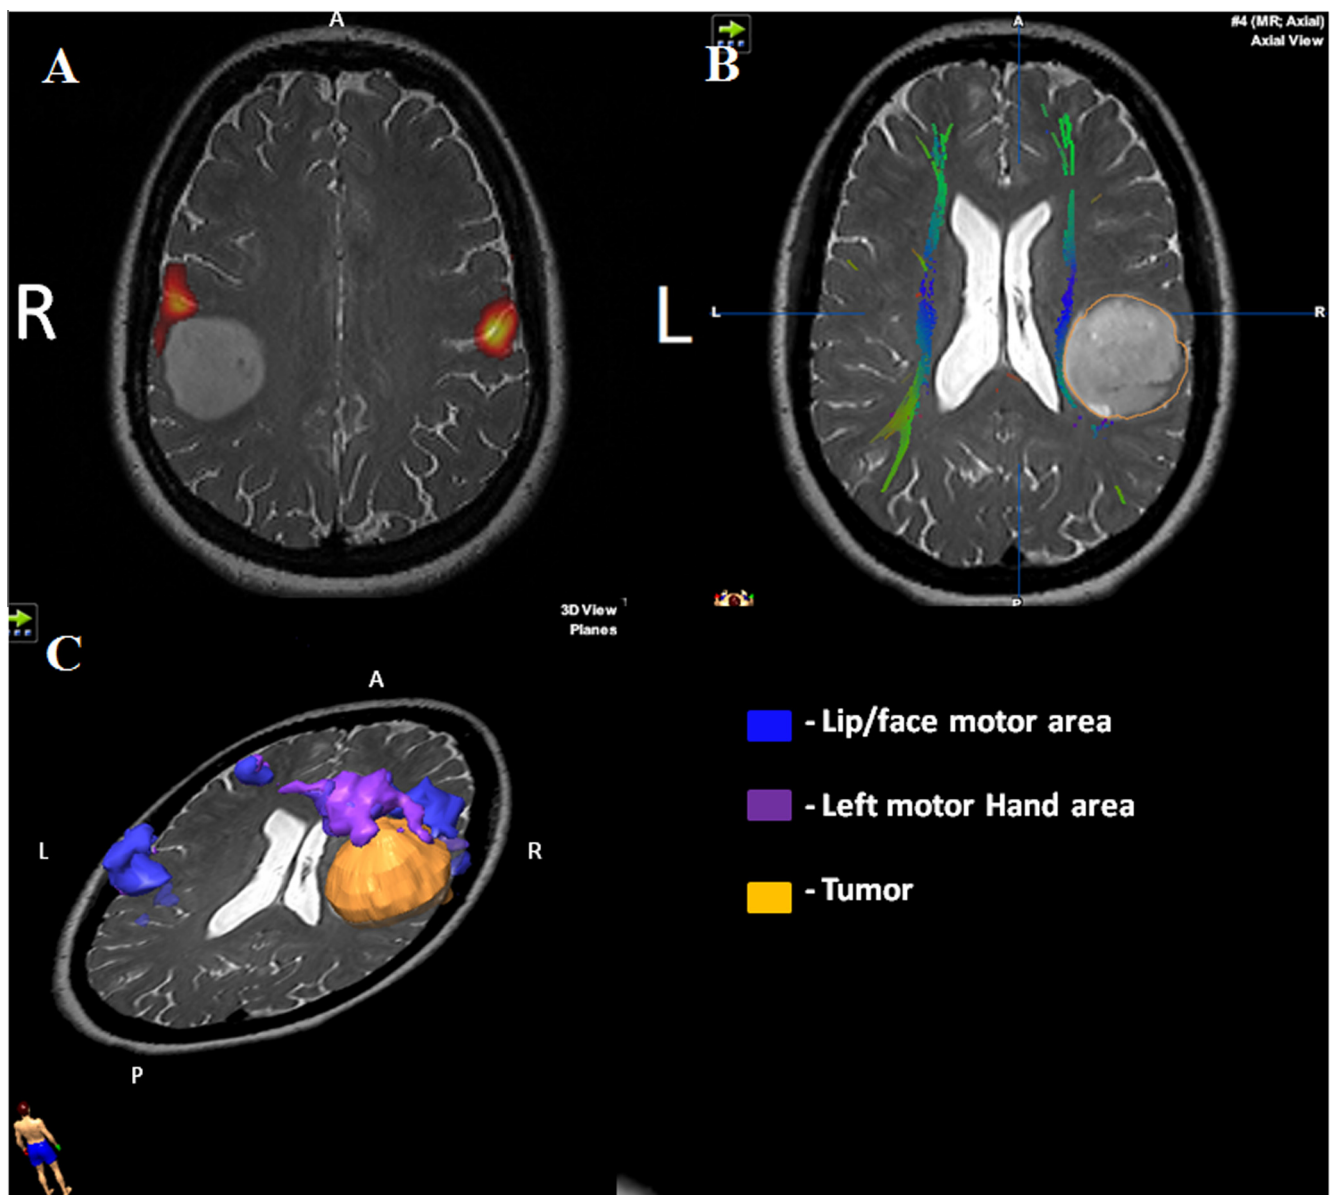 A
A
R
B
A
#4 (MR; Axial)
Axial View
L
L
R
P
3D View
Planes
C
A
L
R
P
- Lip/face motor area
- Left motor Hand area
- Tumor